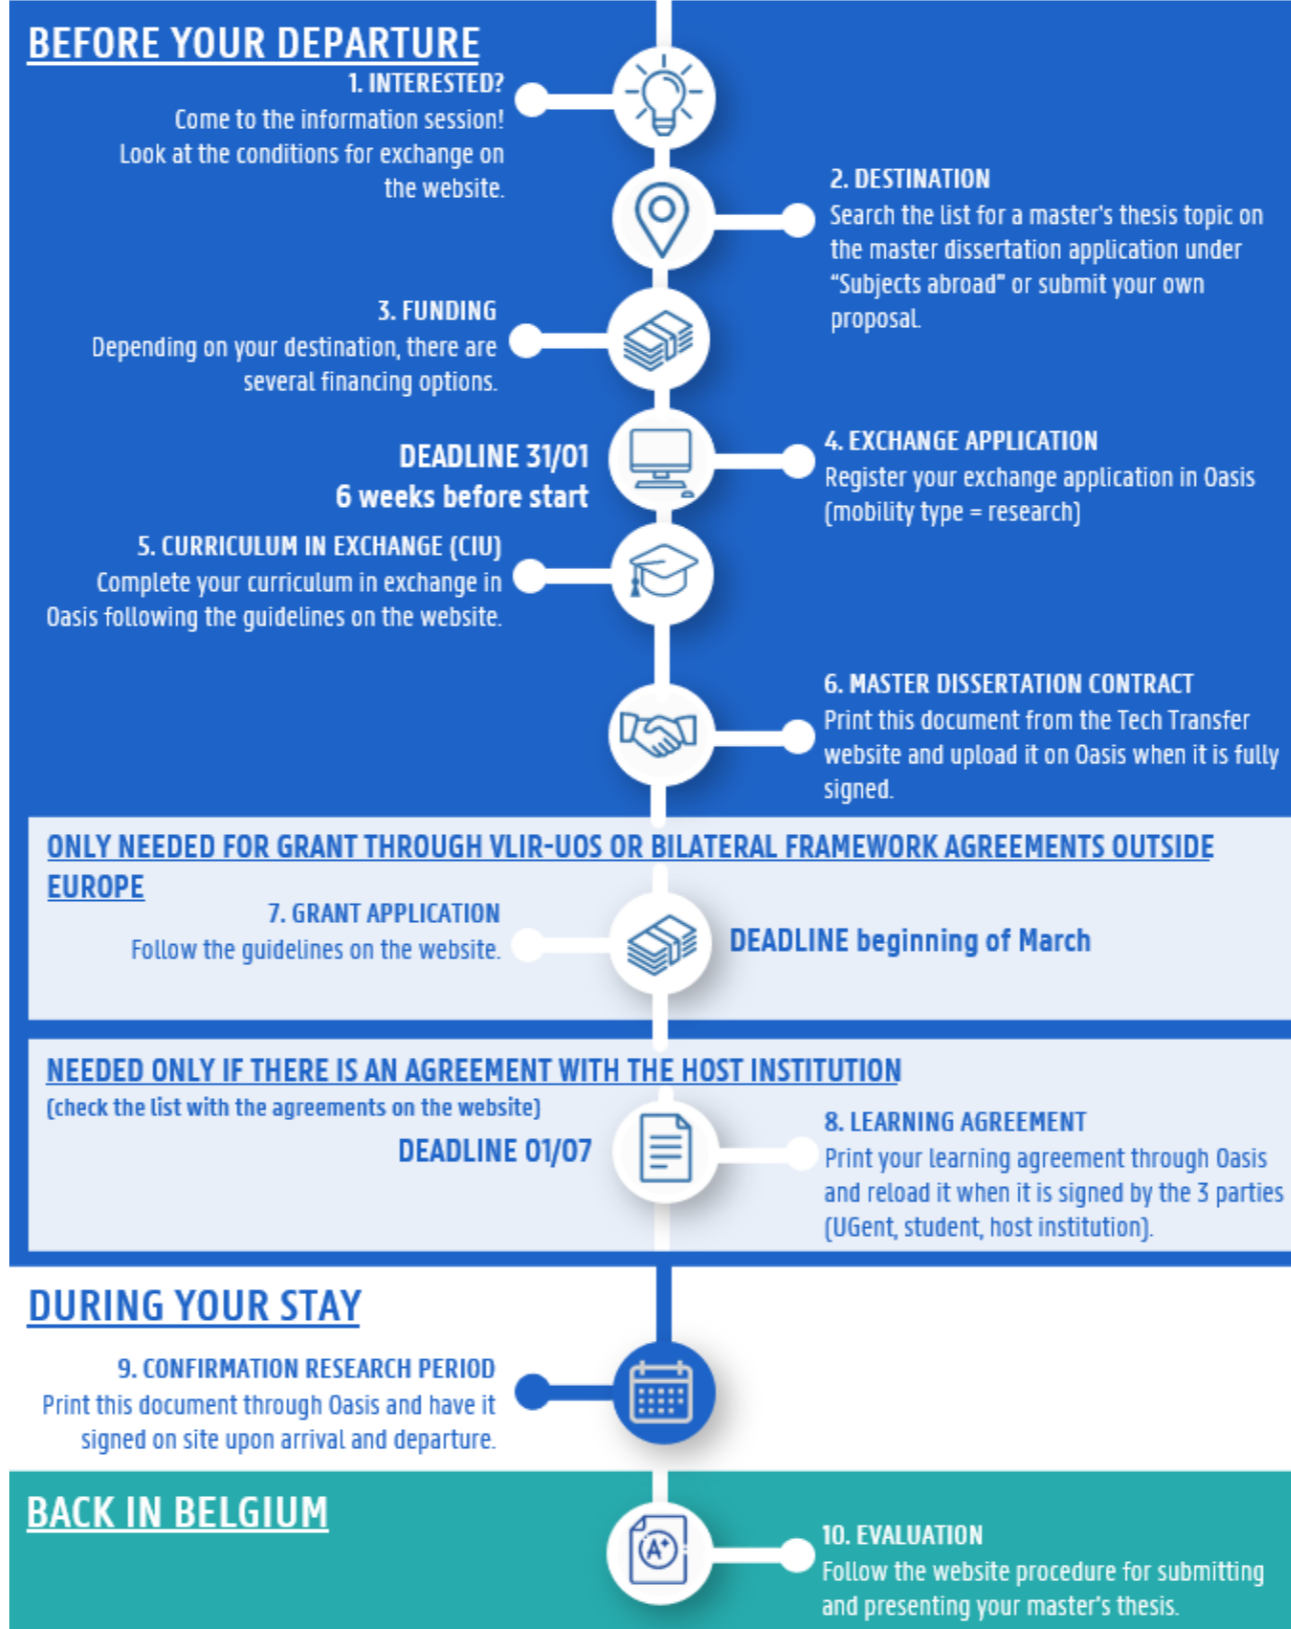 BEFORE YOUR DEPARTURE
1. INTERESTED?
Come to the information session!
Look at the conditions for exchange on
the website.
2. DESTINATION
Search the list for a master's thesis topic on
the master dissertation application under
“Subjects abroad" or submit your own
proposal.
3. FUNDING
Depending on your destination, there are
several financing options.
DEADLINE 31/01
6 weeks before start
4. EXCHANGE APPLICATION
Register your exchange application in Oasis
(mobility type = research)
5. CURRICULUM IN EXCHANGE (CIU)
Complete your curriculum in exchange in
Oasis following the guidelines on the website.
6. MASTER DISSERTATION CONTRACT
Print this document from the Tech Transfer
website and upload it on Oasis when it is fully
signed.
ONLY NEEDED FOR GRANT THROUGH VLIR-UOS OR BILATERAL FRAMEWORK AGREEMENTS OUTSIDE
EUROPE
7. GRANT APPLICATION
Follow the guidelines on the website.
DEADLINE beginning of March
NEEDED ONLY IF THERE IS AN AGREEMENT WITH THE HOST INSTITUTION
(check the list with the agreements on the website)
DEADLINE 01/07
8. LEARNING AGREEMENT
Print your learning agreement through Oasis
and reload it when it is signed by the 3 parties
(UGent, student, host institution).
DURING YOUR STAY
9. CONFIRMATION RESEARCH PERIOD
Print this document through Oasis and have it
signed on site upon arrival and departure.
BACK IN BELGIUM
A+
10. EVALUATION
Follow the website procedure for submitting
and presenting your master's thesis.